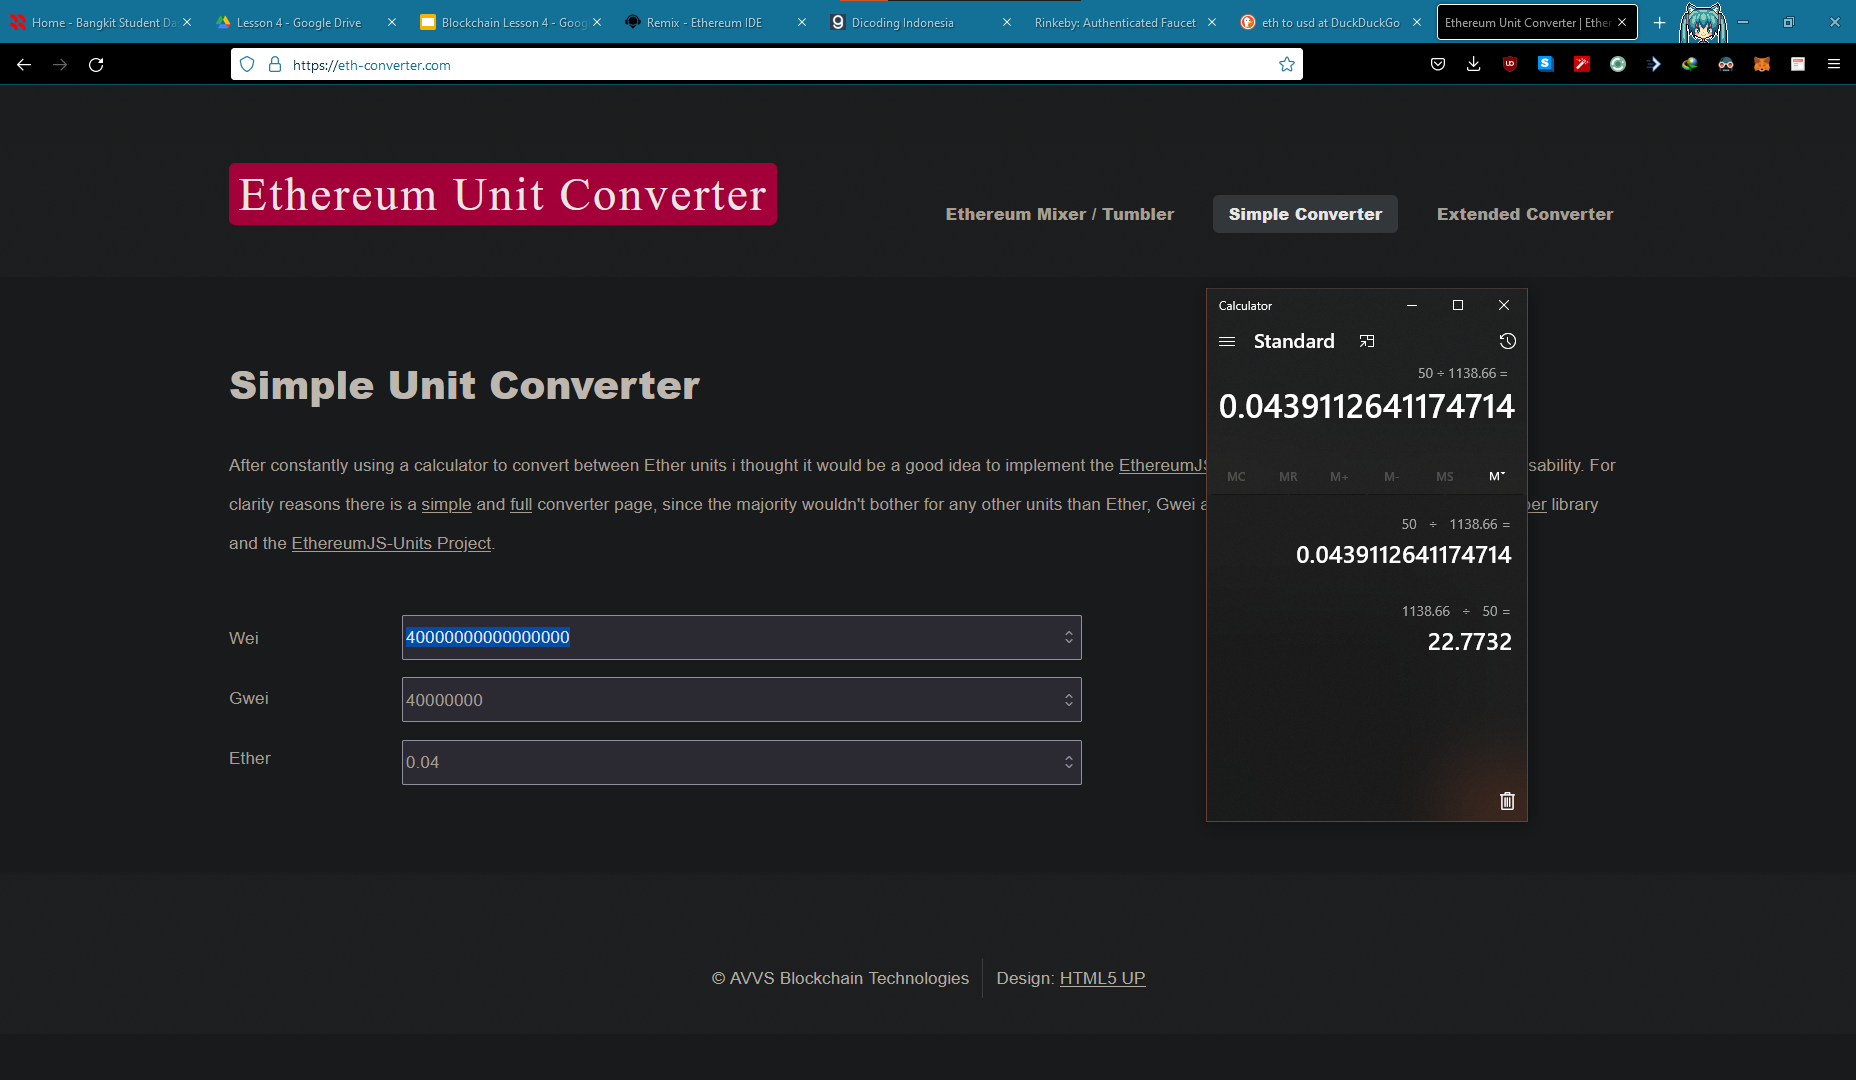 Home - Bangkit Student Da
Lesson 4 - Google Drive
Blockchain Lesson 4 - Goog
Remix - Ethereum IDE
Dicoding Indonesia
Rinkeby: Authenticated Faucet
eth to usd at DuckDuckGo
Ethereum Unit Converter | Ether
https://eth-converter.com
Ethereum Unit Converter
Ethereum Mixer / Tumbler
Simple Converter
Extended Converter
Simple Unit Converter
After constantly using a calculator to convert between Ether units i thought it would be a good idea to implement the EthereumJS sability. For
clarity reasons there is a simple and full converter page, since the majority wouldn't bother for any other units than Ether, Gwei a ber library
and the EthereumJS-Units Project.
Wei
40000000000000000
Gwei
40000000
Ether
0.04
Calculator
Standard
50 ÷ 1138.66 =
0.0439112641174714
MC MR M+ M- MS M
50 ÷ 1138.66 =
0.0439112641174714
1138.66 ÷ 50 =
22.7732
© AVVS Blockchain Technologies
Design: HTML5 UP